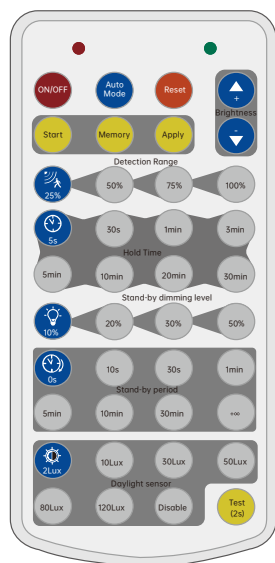 ON/OFF Auto Mode Reset
+
Brightness
-
Start Memory Apply
Detection Range
25% 50% 75% 100%
5s 30s 1min 3min
Hold Time
5min 10min 20min 30min
Stand-by dimming level
10% 20% 30% 50%
0s 10s 30s 1min
Stand-by period
5min 10min 30min +∞
2Lux 10Lux 30Lux 50Lux
Daylight sensor
80Lux 120Lux Disable Test (2s)